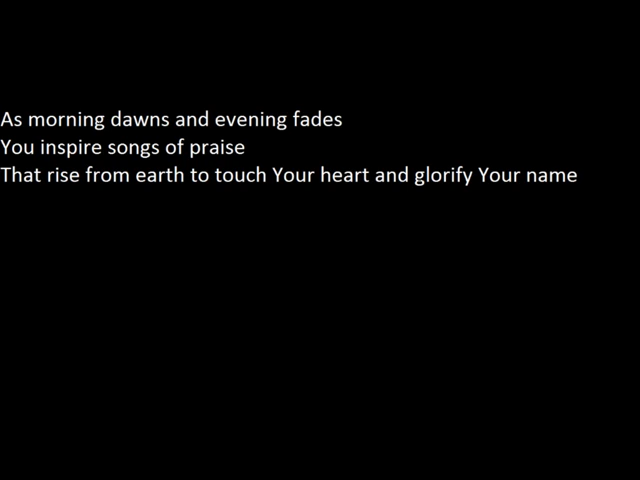 As morning dawns and evening fades
You inspire songs of praise
That rise from earth to touch Your heart and glorify Your name